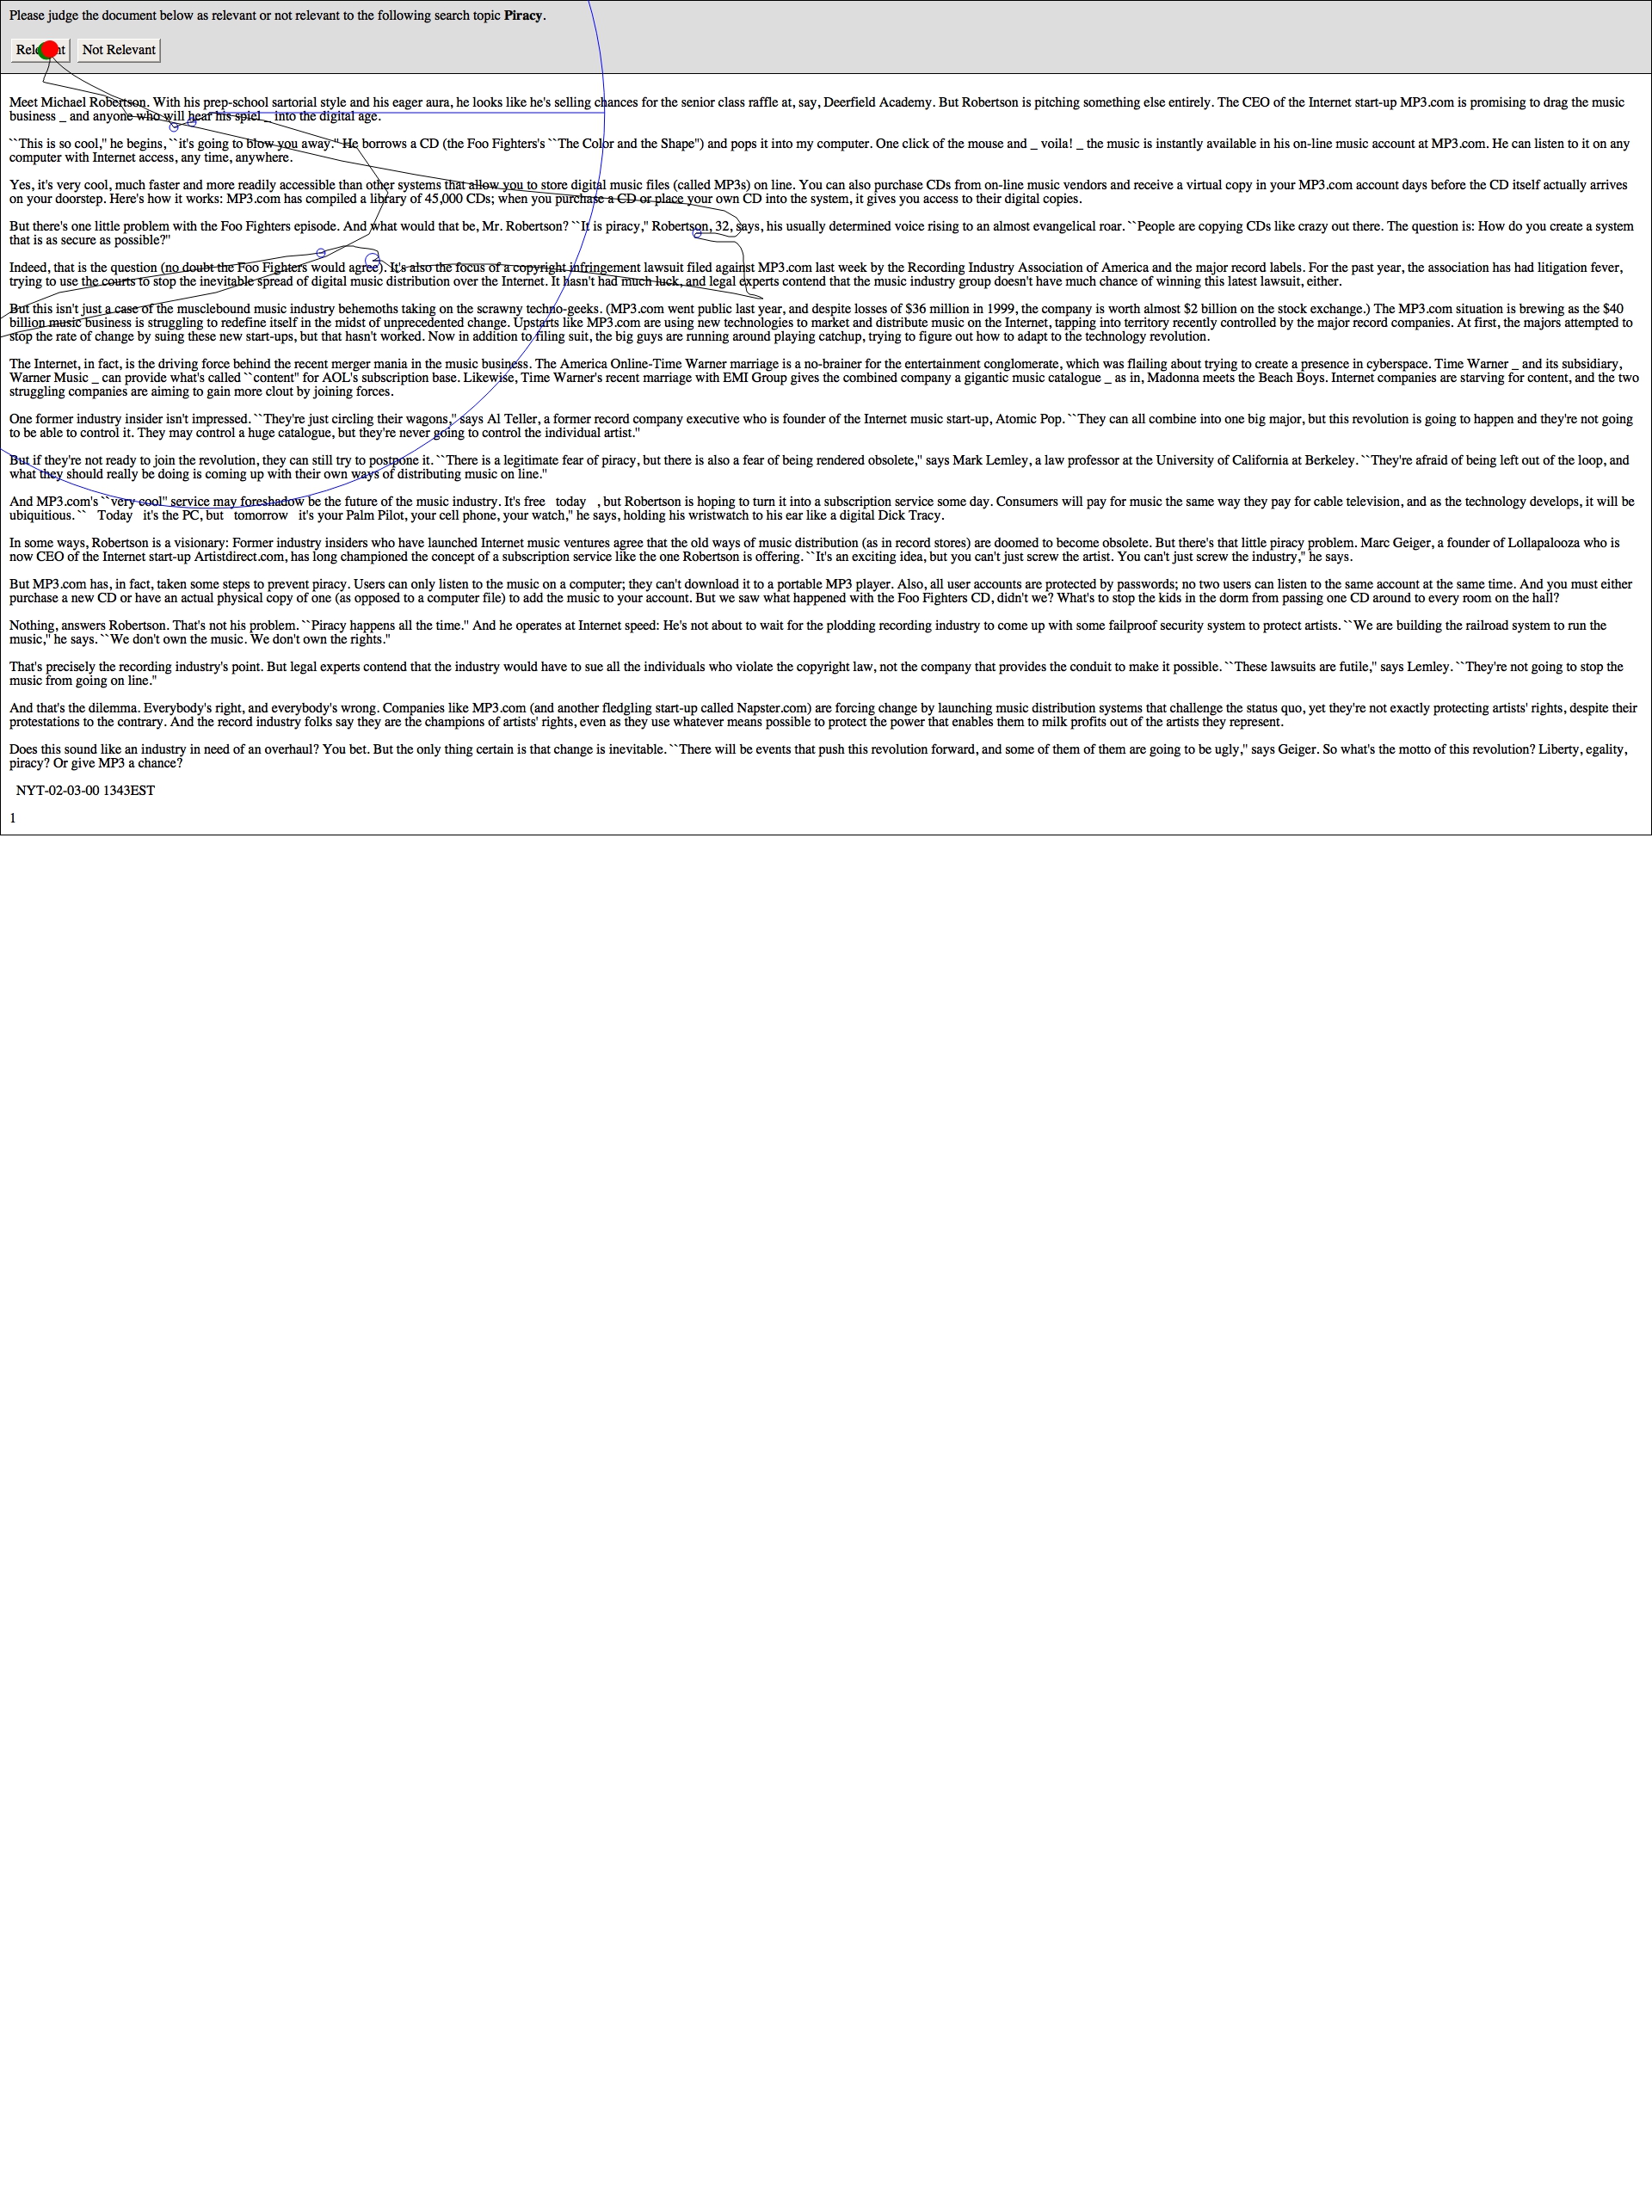 Please judge the document below as relevant or not relevant to the following search topic Piracy.
Not Relevant
Meet Michael Robertson. With his prep-school sartorial style and his eager aura, he looks like he's selling chances for the senior class raffle at, say, Deerfield Academy. But Robertson is pitching something else entirely. The CEO of the Internet start-up MP3.com is promising to drag the music
business _ and anyone who will hear his spiel _ into the digital age.
``This is so cool,'' he begins, ``it's going to blow you away.'' He borrows a CD (the Foo Fighters's ``The Color and the Shape'') and pops it into my computer. One click of the mouse and _ voila! _ the music is instantly available in his on-line music account at MP3.com. He can listen to it on any
computer with Internet access, any time, anywhere.
Yes, it's very cool, much faster and more readily accessible than other systems that allow you to store digital music files (called MP3s) on line. You can also purchase CDs from on-line music vendors and receive a virtual copy in your MP3.com account days before the CD itself actually arrives
on your doorstep. Here's how it works: MP3.com has compiled a library of 45,000 CDs; when you purchase a CD or place your own CD into the system, it gives you access to their digital copies.
But there's one little problem with the Foo Fighters episode. And what would that be, Mr. Robertson? ``It is piracy,'' Robertson, 32, says, his usually determined voice rising to an almost evangelical roar. ``People are copying CDs like crazy out there. The question is: How do you create a system
that is as secure as possible?''
Indeed, that is the question (no doubt the Foo Fighters would agree). It's also the focus of a copyright infringement lawsuit filed against MP3.com last week by the Recording Industry Association of America and the major record labels. For the past year, the association has had litigation fever,
trying to use the courts to stop the inevitable spread of digital music distribution over the Internet. It hasn't had much luck, and legal experts contend that the music industry group doesn't have much chance of winning this latest lawsuit, either.
But this isn't just a case of the musclebound music industry behemoths taking on the scrawny techno-geeks. (MP3.com went public last year, and despite losses of $36 million in 1999, the company is worth almost $2 billion on the stock exchange.) The MP3.com situation is brewing as the $40
billion music business is struggling to redefine itself in the midst of unprecedented change. Upstarts like MP3.com are using new technologies to market and distribute music on the Internet, tapping into territory recently controlled by the major record companies. At first, the majors attempted to
stop the rate of change by suing these new start-ups, but that hasn't worked. Now in addition to filing suit, the big guys are running around playing catchup, trying to figure out how to adapt to the technology revolution.
The Internet, in fact, is the driving force behind the recent merger mania in the music business. The America Online-Time Warner marriage is a no-brainer for the entertainment conglomerate, which was flailing about trying to create a presence in cyberspace. Time Warner _ and its subsidiary,
Warner Music _ can provide what's called ``content'' for AOL's subscription base. Likewise, Time Warner's recent marriage with EMI Group gives the combined company a gigantic music catalogue _ as in, Madonna meets the Beach Boys. Internet companies are starving for content, and the two
struggling companies are aiming to gain more clout by joining forces.
One former industry insider isn't impressed. ``They're just circling their wagons,'' says Al Teller, a former record company executive who is founder of the Internet music start-up, Atomic Pop. ``They can all combine into one big major, but this revolution is going to happen and they're not going
to be able to control it. They may control a huge catalogue, but they're never going to control the individual artist.''
But if they're not ready to join the revolution, they can still try to postpone it. ``There is a legitimate fear of piracy, but there is also a fear of being rendered obsolete,'' says Mark Lemley, a law professor at the University of California at Berkeley. ``They're afraid of being left out of the loop, and
what they should really be doing is coming up with their own ways of distributing music on line.''
And MP3.com's ``very cool'' service may foreshadow be the future of the music industry. It's free today , but Robertson is hoping to turn it into a subscription service some day. Consumers will pay for music the same way they pay for cable television, and as the technology develops, it will be
ubiquitious. `` Today it's the PC, but tomorrow it's your Palm Pilot, your cell phone, your watch,'' he says, holding his wristwatch to his ear like a digital Dick Tracy.
In some ways, Robertson is a visionary: Former industry insiders who have launched Internet music ventures agree that the old ways of music distribution (as in record stores) are doomed to become obsolete. But there's that little piracy problem. Marc Geiger, a founder of Lollapalooza who is
now CEO of the Internet start-up Artistdirect.com, has long championed the concept of a subscription service like the one Robertson is offering. ``It's an exciting idea, but you can't just screw the artist. You can't just screw the industry,'' he says.
But MP3.com has, in fact, taken some steps to prevent piracy. Users can only listen to the music on a computer; they can't download it to a portable MP3 player. Also, all user accounts are protected by passwords; no two users can listen to the same account at the same time. And you must either
purchase a new CD or have an actual physical copy of one (as opposed to a computer file) to add the music to your account. But we saw what happened with the Foo Fighters CD, didn't we? What's to stop the kids in the dorm from passing one CD around to every room on the hall?
Nothing, answers Robertson. That's not his problem. ``Piracy happens all the time.'' And he operates at Internet speed: He's not about to wait for the plodding recording industry to come up with some failproof security system to protect artists. ``We are building the railroad system to run the
music,'' he says. ``We don't own the music. We don't own the rights.''
That's precisely the recording industry's point. But legal experts contend that the industry would have to sue all the individuals who violate the copyright law, not the company that provides the conduit to make it possible. ``These lawsuits are futile,'' says Lemley. ``They're not going to stop the
music from going on line.''
And that's the dilemma. Everybody's right, and everybody's wrong. Companies like MP3.com (and another fledgling start-up called Napster.com) are forcing change by launching music distribution systems that challenge the status quo, yet they're not exactly protecting artists' rights, despite their
protestations to the contrary. And the record industry folks say they are the champions of artists' rights, even as they use whatever means possible to protect the power that enables them to milk profits out of the artists they represent.
Does this sound like an industry in need of an overhaul? You bet. But the only thing certain is that change is inevitable. ``There will be events that push this revolution forward, and some of them of them are going to be ugly,'' says Geiger. So what's the motto of this revolution? Liberty, egality,
piracy? Or give MP3 a chance?
NYT-02-03-00 1343EST
1